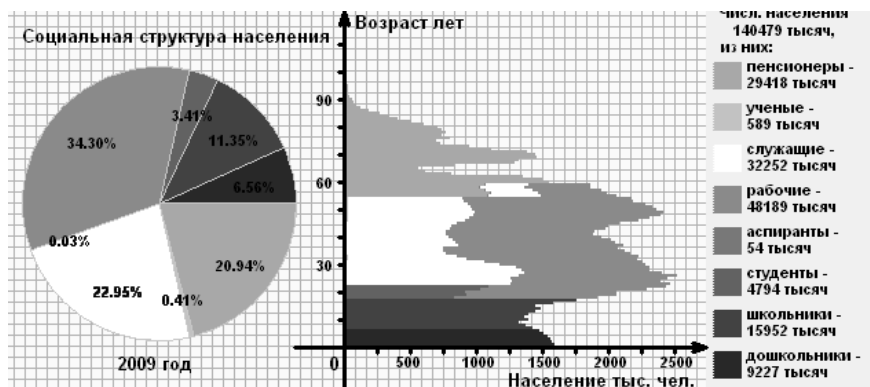 Социальная структура населения
34.30%
3.41%
11.35%
6.56%
0.03%
22.95%
0.41%
20.94%
2009 год
Возраст лет
90
60
30
0
500
1000
1500
2000
2500
Население тыс. чел.
Числ. населения
140479 тысяч,
из них:
пенсионеры -
29418 тысяч
ученые -
589 тысяч
служащие -
32252 тысяч
рабочие -
48189 тысяч
аспиранты -
54 тысяч
студенты -
4794 тысяч
школьники -
15952 тысяч
дошкольники -
9227 тысяч